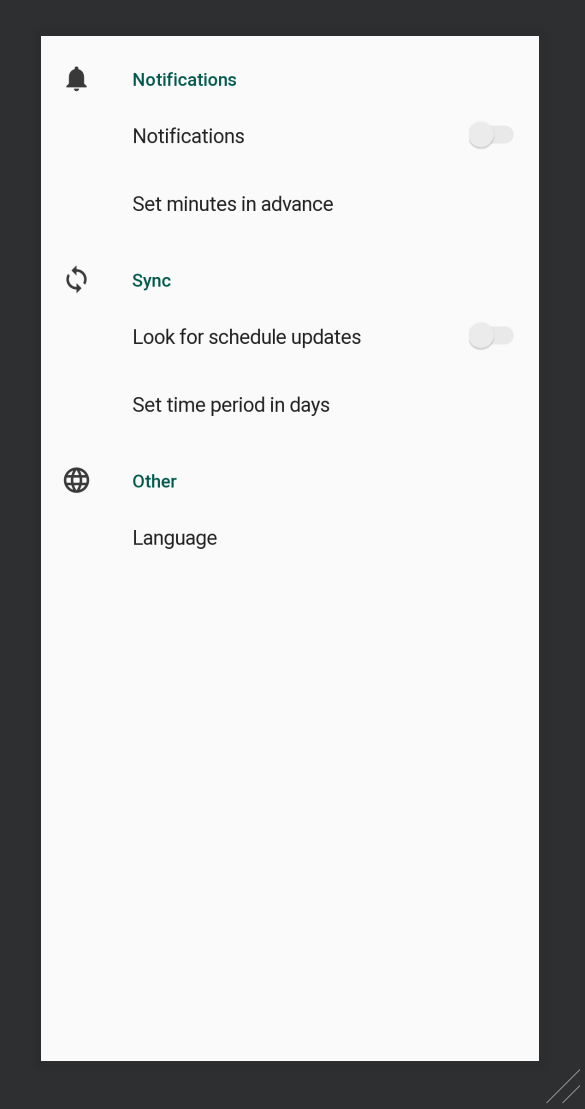 Notifications
Notifications
Set minutes in advance
Sync
Look for schedule updates
Set time period in days
Other
Language